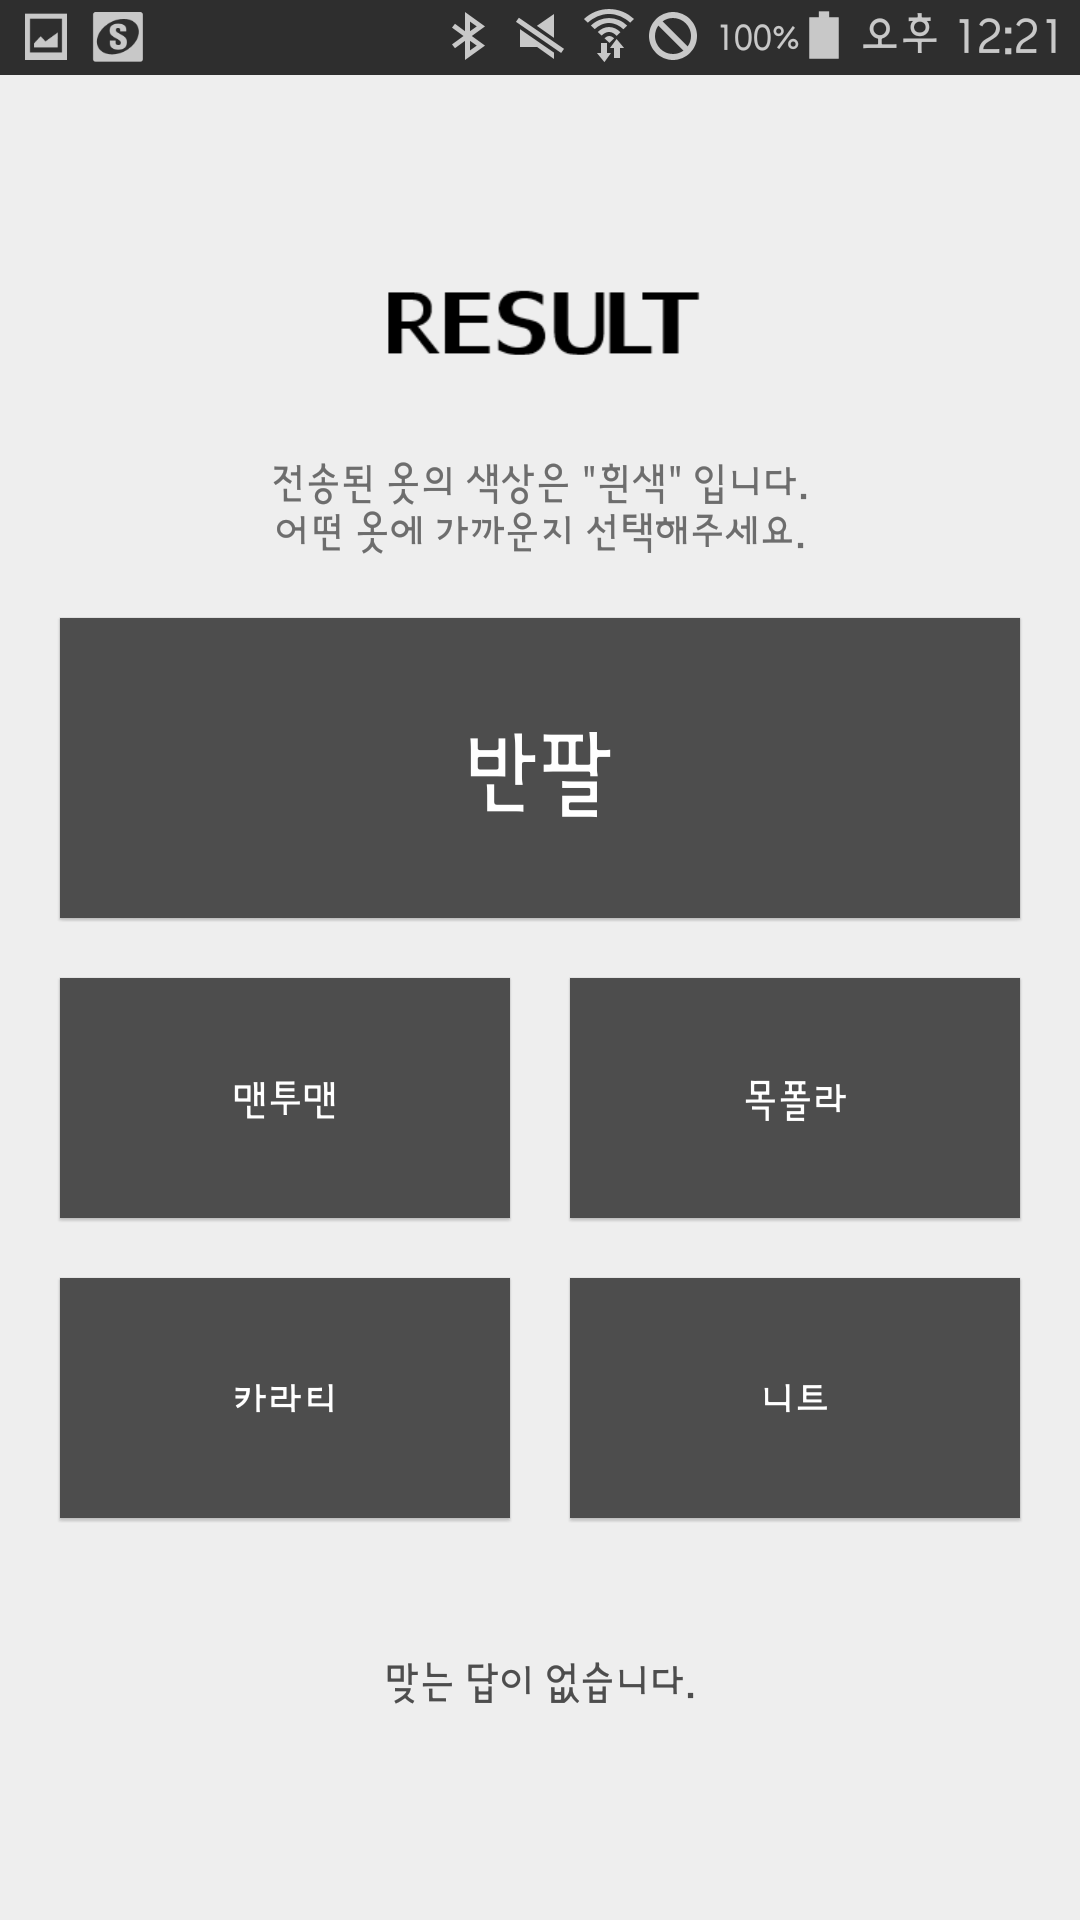 S 100% 오후 12:21
RESULT
전송된 옷의 색상은 "흰색" 입니다.
어떤 옷에 가까운지 선택해주세요.
반팔
맨투맨 목폴라
카라티 니트
맞는 답이 없습니다.